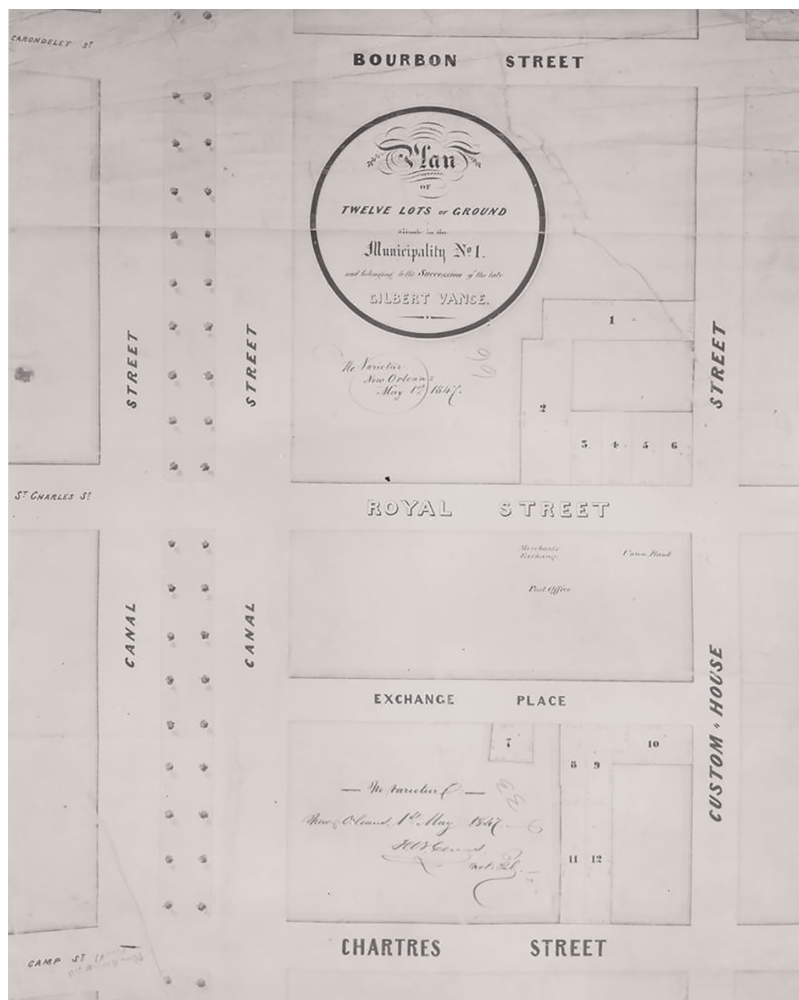 CARONDELET ST
BOURBON STREET
Plan
OF
TWELVE LOTS OF GROUND
Situate in the
Municipality No 1.
and belonging to the Succession of the late
GILBERT VANCE.
1
2
3 4 5 6
Ne Varietur
New Orleans
May 1st 1847.
STREET
STREET
STREET
ST CHARLES ST
ROYAL STREET
Merchants
Exchange
Post Office
CANAL
CANAL
CUSTOM HOUSE
EXCHANGE PLACE
7
8 9
10
11 12
Ne Varietur
New Orleans, 1st May 1847
Not. Pub.
CHARTRES STREET
CAMP ST